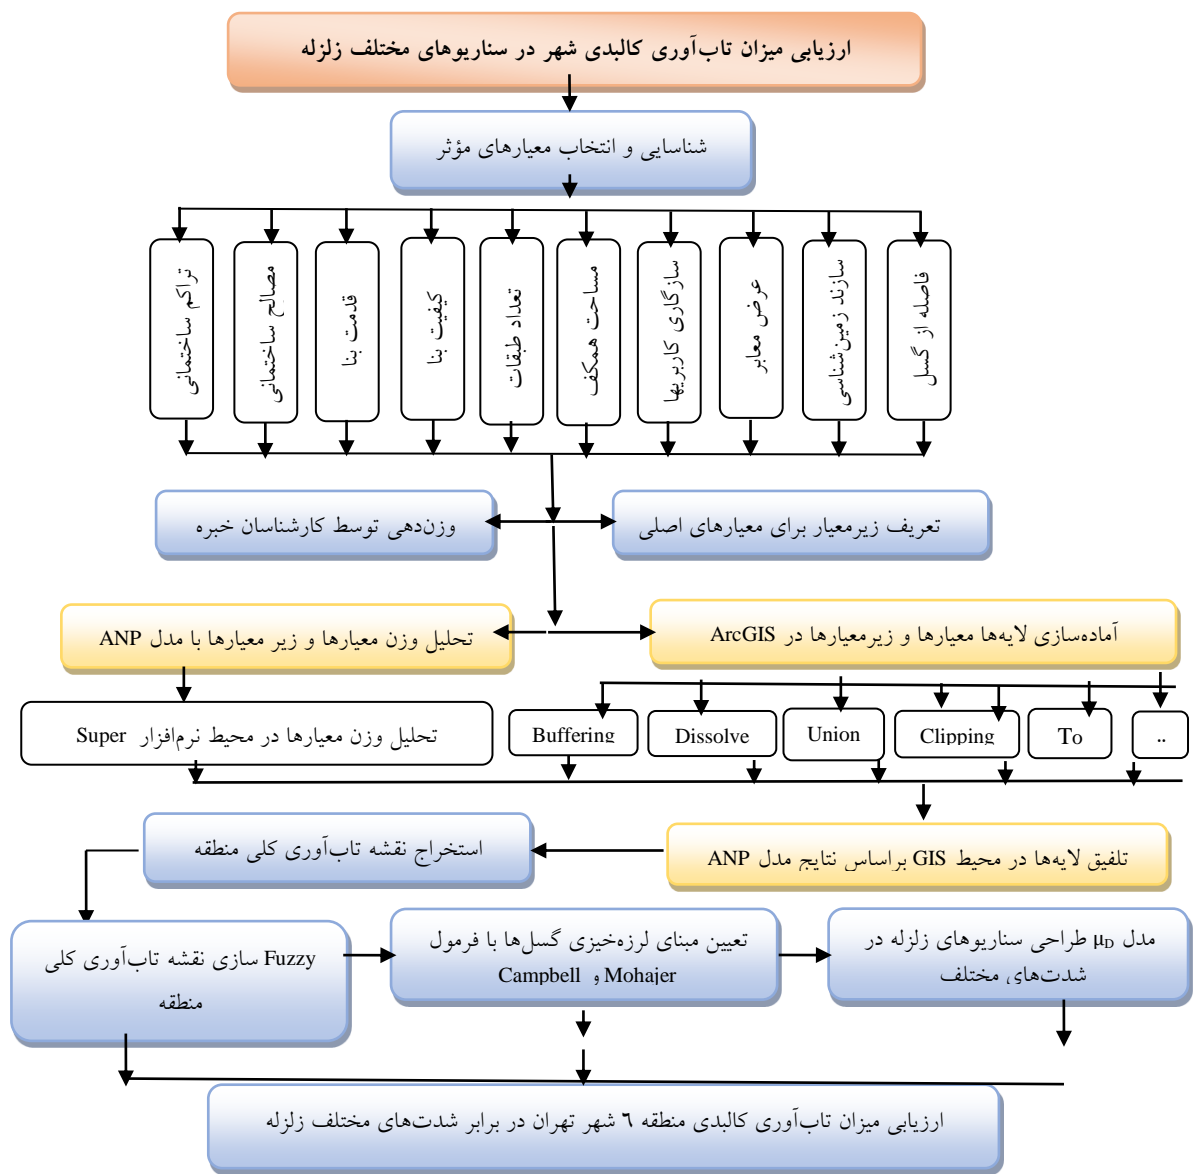 ارزیابی میزان تاب‌آوری کالبدی شهر در سناریوهای مختلف زلزله
شناسایی و انتخاب معیارهای مؤثر
فاصله از گسل
سازند زمین‌شناسی
عرض معابر
سازگاری کاربریها
مساحت همکف
تعداد طبقات
کیفیت بنا
قدمت بنا
مصالح ساختمانی
تراکم ساختمانی
تعریف زیرمعیار برای معیارهای اصلی
وزن‌دهی توسط کارشناسان خبره
آماده‌سازی لایه‌ها معیارها و زیرمعیارها در ArcGIS
تحلیل وزن معیارها و زیر معیارها با مدل ANP
تحلیل وزن معیارها در محیط نرم‌افزار Super
Buffering
Dissolve
Union
Clipping
To
..
تلفیق لایه‌ها در محیط GIS براساس نتایج مدل ANP
استخراج نقشه تاب‌آوری کلی منطقه
Fuzzy سازی نقشه تاب‌آوری کلی
منطقه
تعیین مبنای لرزه‌خیزی گسل‌ها با فرمول
Mohajer و Campbell
مدل μD طراحی سناریوهای زلزله در
شدت‌های مختلف
ارزیابی میزان تاب‌آوری کالبدی منطقه ٦ شهر تهران در برابر شدت‌های مختلف زلزله